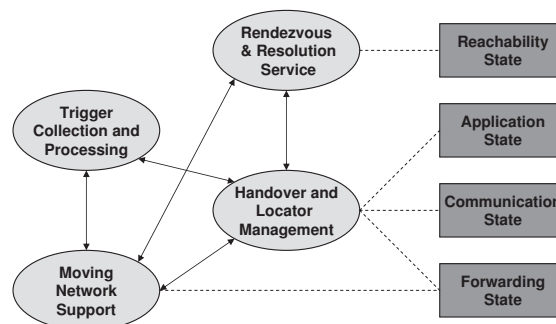 Rendezvous
& Resolution
Service
Reachability
State
Trigger
Collection and
Processing
Application
State
Handover and
Locator
Management
Communication
State
Moving
Network
Support
Forwarding
State